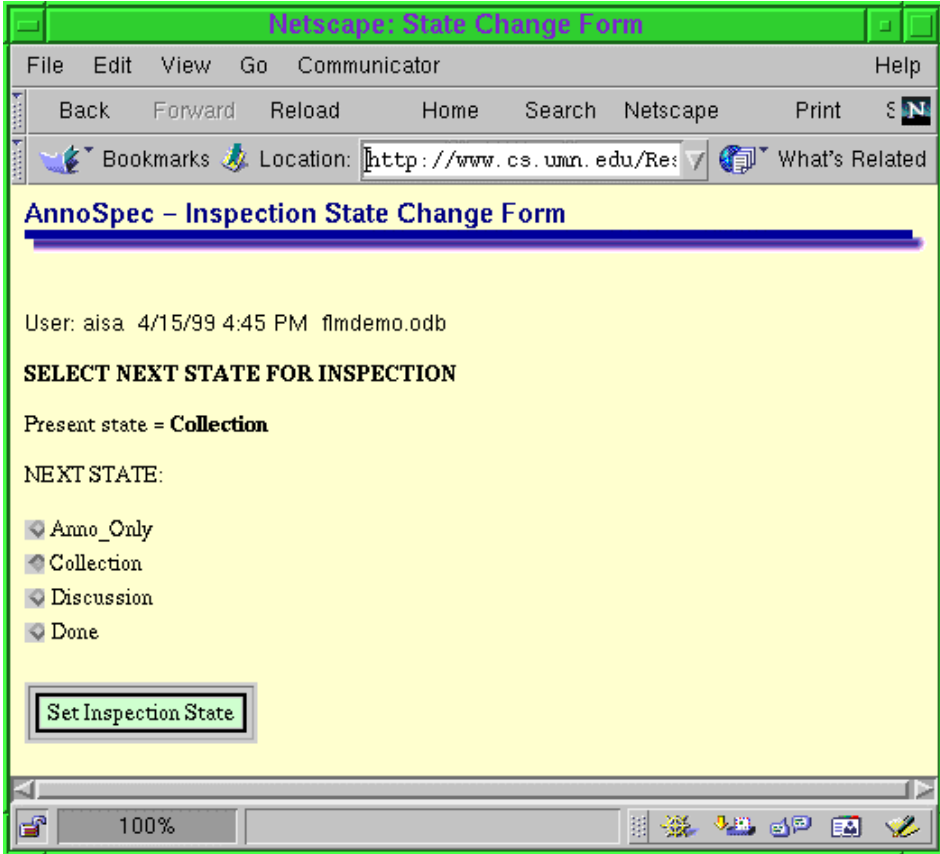 Netscape: State Change Form
File Edit View Go Communicator Help
Back Forward Reload Home Search Netscape Print S N
Bookmarks Location: http://www.cs.umn.edu/Res What's Related
AnnoSpec – Inspection State Change Form
User: aisa 4/15/99 4:45 PM flmdemo.odb
SELECT NEXT STATE FOR INSPECTION
Present state = Collection
NEXT STATE:
Anno_Only
Collection
Discussion
Done
Set Inspection State
100%